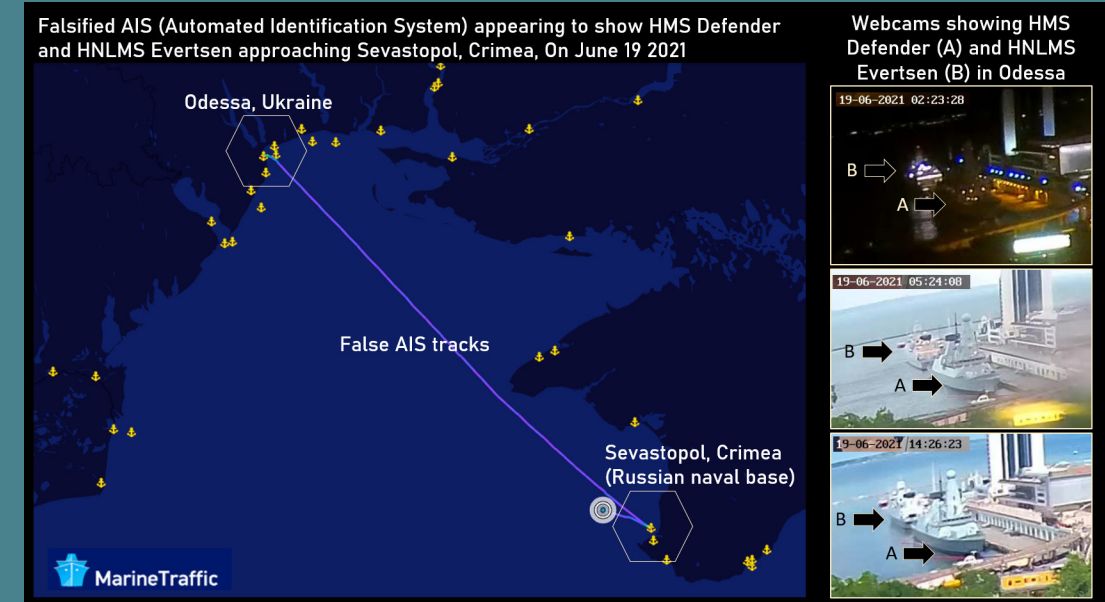 Falsified AIS (Automated Identification System) appearing to show HMS Defender
and HNLMS Evertsen approaching Sevastopol, Crimea, On June 19 2021
Odessa, Ukraine
False AIS tracks
Sevastopol, Crimea
(Russian naval base)
MarineTraffic
Webcams showing HMS
Defender (A) and HNLMS
Evertsen (B) in Odessa
19-06-2021 02:23:28
B
A
19-06-2021 05:24:08
B
A
19-06-2021 14:26:23
B
A